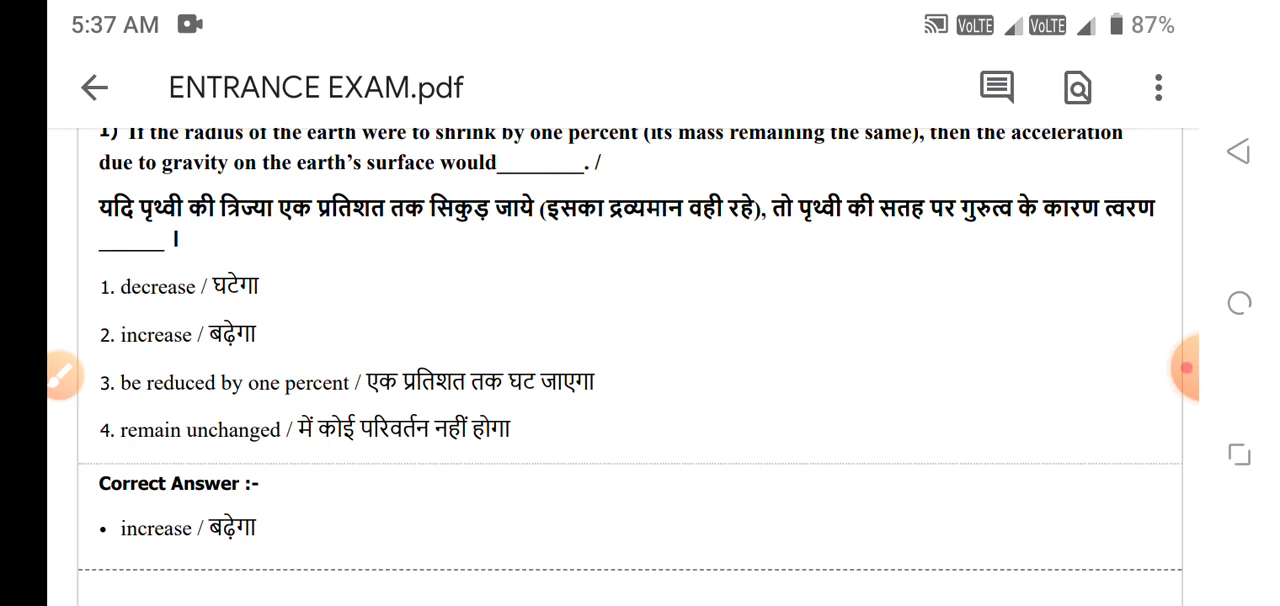 5:37 AM VoLTE VoLTE 87%
ENTRANCE EXAM.pdf
1) If the radius of the earth were to shrink by one percent (its mass remaining the same), then the acceleration
due to gravity on the earth's surface would________. /
यदि पृथ्वी की त्रिज्या एक प्रतिशत तक सिकुड़ जाये (इसका द्रव्यमान वही रहे), तो पृथ्वी की सतह पर गुरुत्व के कारण त्वरण
______ ।
1. decrease / घटेगा
2. increase / बढ़ेगा
3. be reduced by one percent / एक प्रतिशत तक घट जाएगा
4. remain unchanged / में कोई परिवर्तन नहीं होगा
Correct Answer :-
• increase / बढ़ेगा